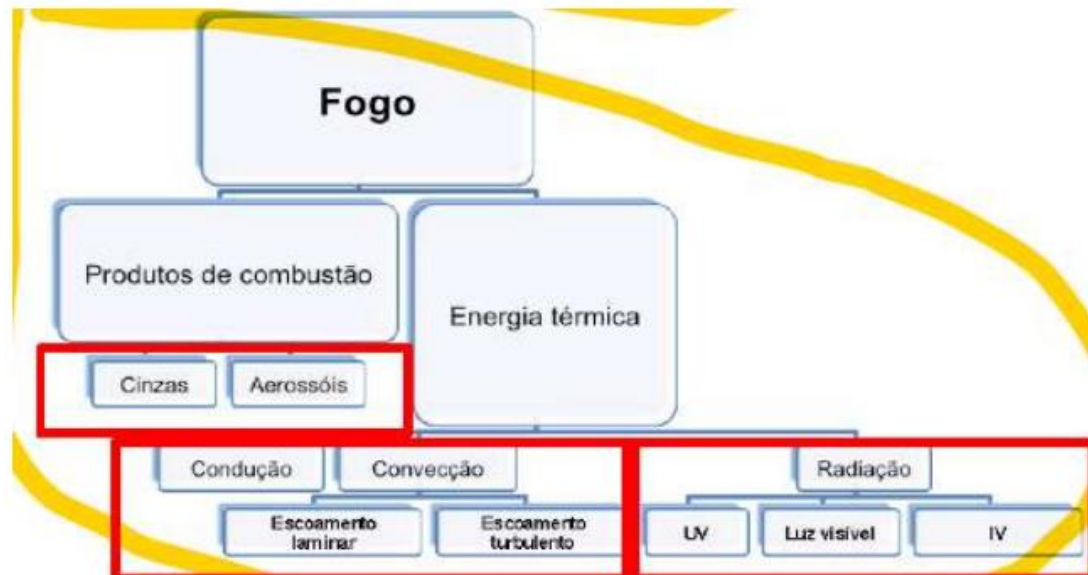 Fogo
Produtos de combustão
Energia térmica
Cinzas
Aerossóis
Condução
Convecção
Radiação
Escoamento
laminar
Escoamento
turbulento
UV
Luz visível
IV